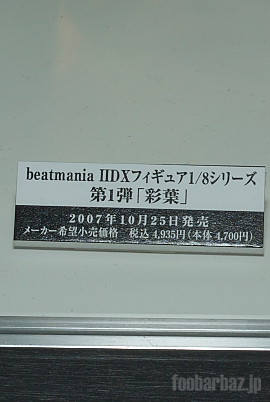 beatmania IIDXフィギュア1/8シリーズ
第1弾「彩葉」
2007年10月25日発売
メーカー希望小売価格 税込4,935円(本体4,700円)
foobarbaz.jp